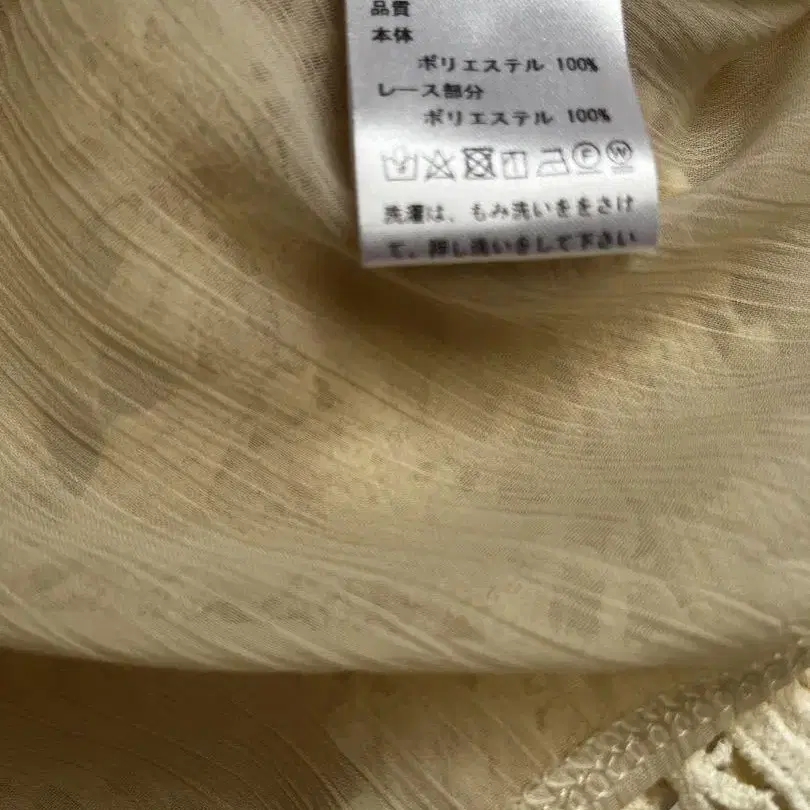 品質
本体
ポリエステル 100%
レース部分
ポリエステル 100%
洗濯は、もみ洗いををさけ
て、押し洗いをして下さい